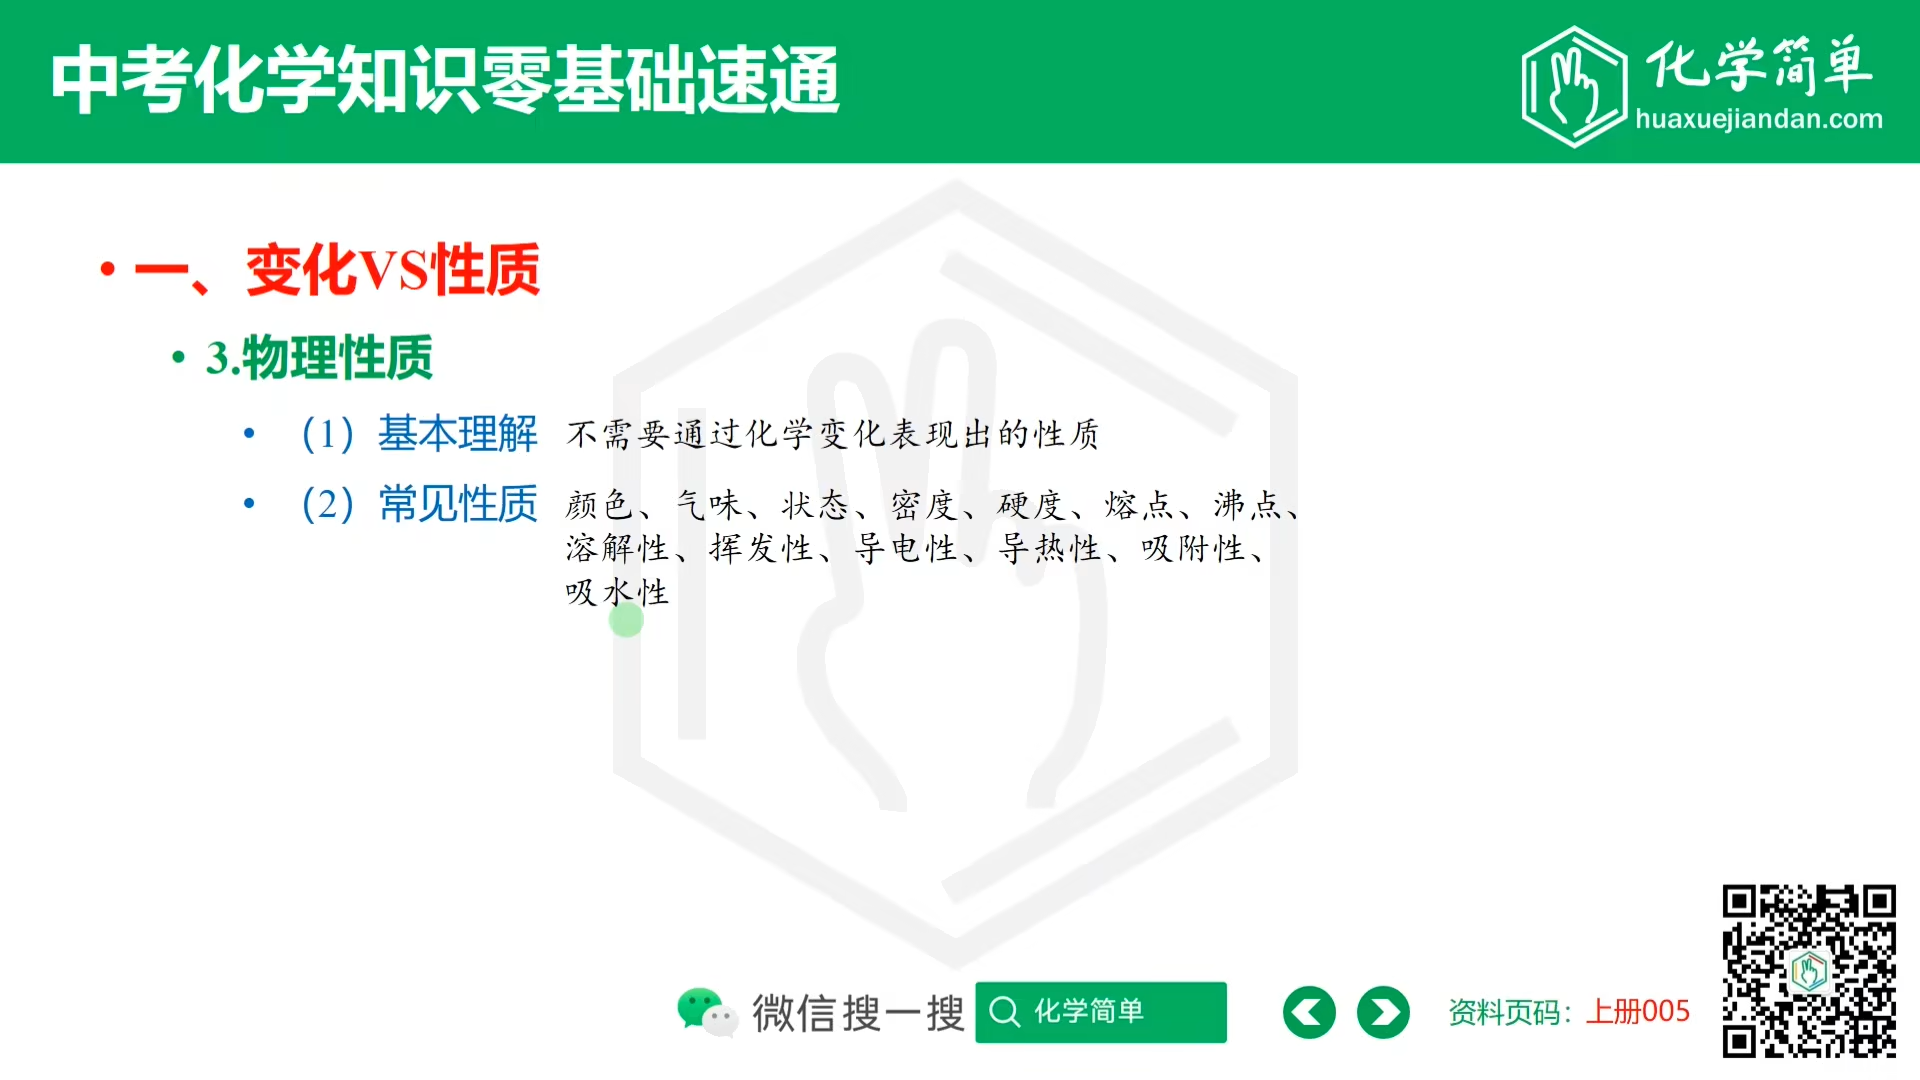 中考化学知识零基础速通
化学简单
huaxuejiandan.com
• 一、变化VS性质
• 3.物理性质
• （1）基本理解 不需要通过化学变化表现出的性质
• （2）常见性质 颜色、气味、状态、密度、硬度、熔点、沸点、
溶解性、挥发性、导电性、导热性、吸附性、
吸水性
微信搜一搜 化学简单
资料页码：上册005